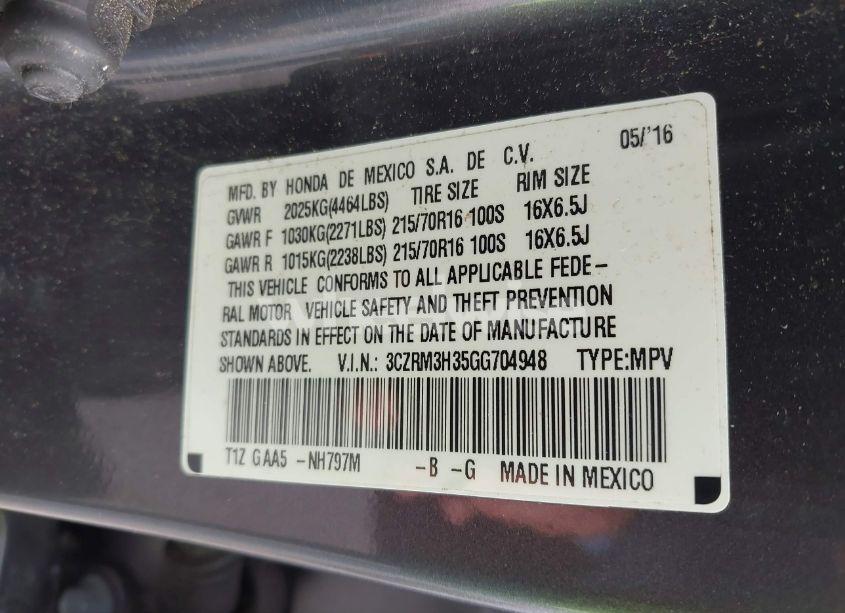 05/'16
MFD. BY HONDA DE MEXICO S.A. DE C.V.
GVWR 2025KG(4464LBS) TIRE SIZE RIM SIZE
GAWR F 1030KG(2271LBS) 215/70R16 100S 16X6.5J
GAWR R 1015KG(2238LBS) 215/70R16 100S 16X6.5J
THIS VEHICLE CONFORMS TO ALL APPLICABLE FEDE-
RAL MOTOR VEHICLE SAFETY AND THEFT PREVENTION
STANDARDS IN EFFECT ON THE DATE OF MANUFACTURE
SHOWN ABOVE. V.I.N.: 3CZRM3H35GG704948 TYPE:MPV
T1Z GAA5 -NH797M -B -G MADE IN MEXICO